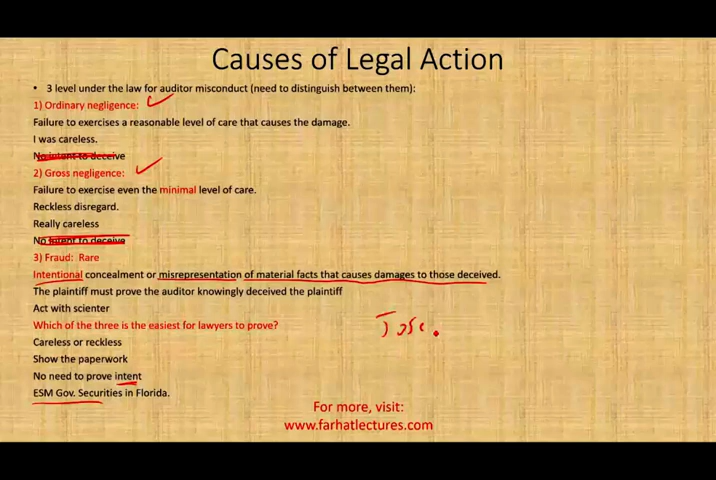 Causes of Legal Action
• 3 level under the law for auditor misconduct (need to distinguish between them):
1) Ordinary negligence:
Failure to exercises a reasonable level of care that causes the damage.
I was careless.
No intent to deceive
2) Gross negligence:
Failure to exercise even the minimal level of care.
Reckless disregard.
Really careless
No intent to deceive
3) Fraud: Rare
Intentional concealment or misrepresentation of material facts that causes damages to those deceived.
The plaintiff must prove the auditor knowingly deceived the plaintiff
Act with scienter
Which of the three is the easiest for lawyers to prove?
Careless or reckless
Show the paperwork
No need to prove intent
ESM Gov. Securities in Florida.
For more, visit:
www.farhatlectures.com